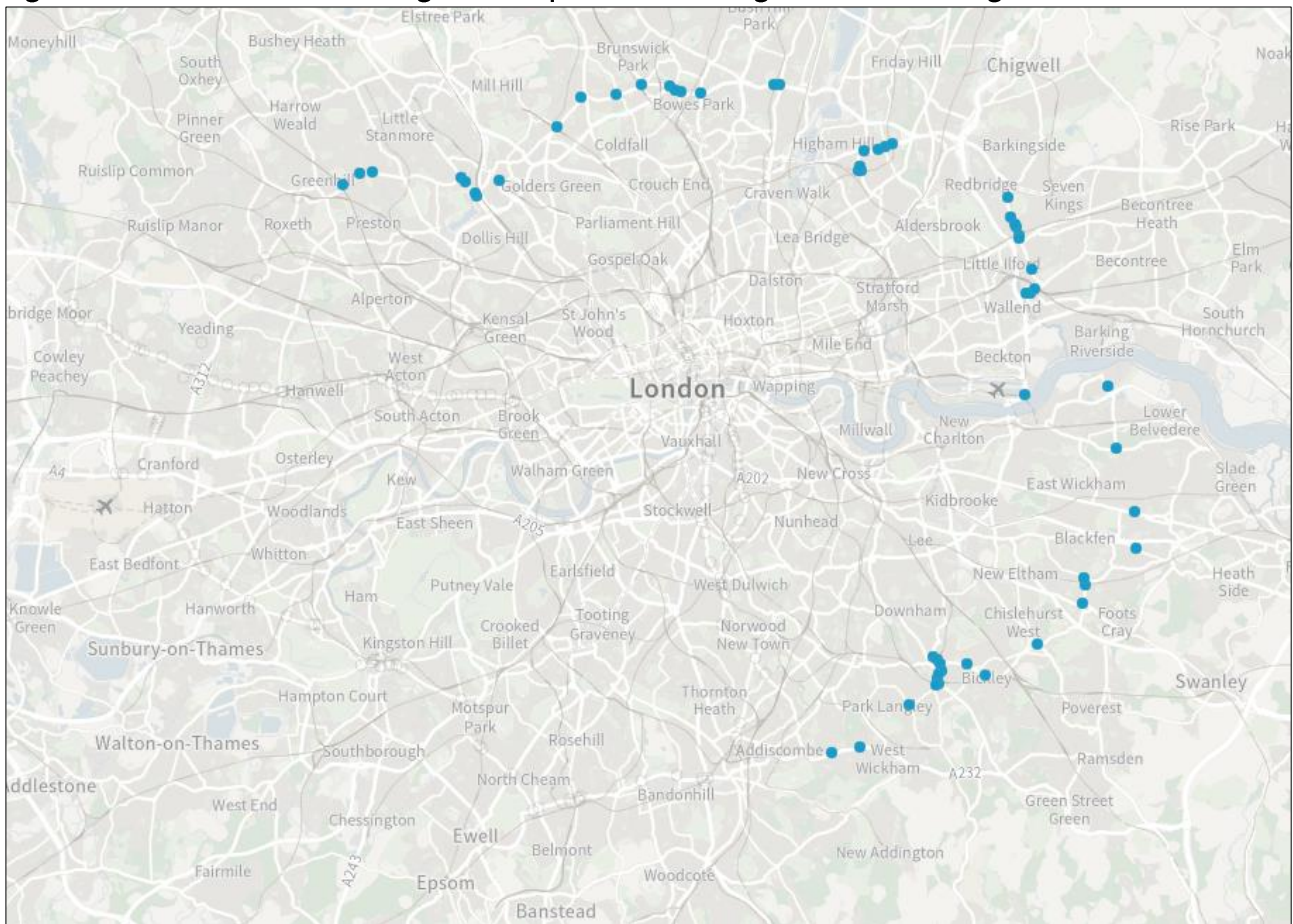 Elstree Park
Moneyhill
Bushey Heath
Brunswick
Park
Park
Friday Hill
Chigwell
South
Oxhey
Mill Hill
Harrow
Weald
Little
Stanmore
Bowes Park
Pinner
Green
Coldfall
Higham Hill
Barkingside
Rise Park
Ruislip Common
Greenhill
Golders Green
Crouch End
Craven Walk
Redbridge
Seven
Kings
Becontree
Heath
Ruislip Manor
Roxeth
Preston
Parliament Hill
Dollis Hill
Lea Bridge
Aldersbrook
Gospel Oak
Little Ilford
Becontree
Elm
Park
Dalston
Stratford
Marsh
Alperton
Kensal
Green
St John's
Wood
Hoxton
Wallend
South
Hornchurch
bridge Moor
Yeading
Mile End
Barking
Riverside
Cowley
Peachey
A312
West
Acton
Beckton
Hanwell
London
Wapping
South Acton
Brook
Green
Vauxhall
Millwall
New
Charlton
Lower
Belvedere
A4
Cranford
Osterley
Kew
Walham Green
A202
New Cross
East Wickham
Slade
Green
Hatton
Woodlands
East Sheen
A205
Stockwell
Nunhead
Kidbrooke
Whitton
Lee
Blackfen
East Bedfont
Earlsfield
Putney Vale
West Dulwich
New Eltham
Heath
Side
Knowle
Green
Hanworth
Ham
Crooked
Billet
Tooting
Graveney
Norwood
New Town
Downham
Chislehurst
West
Foots
Cray
Sunbury-on-Thames
Kingston Hill
Bickley
Swanley
Hampton Court
Motspur
Park
Thornton
Heath
Park Langley
Poverest
Walton-on-Thames
Southborough
Rosehill
Addiscombe
West
Wickham
A232
Ramsden
North Cheam
ddlestone
West End
Bandonhill
Green Street
Green
Chessington
Ewell
Belmont
New Addington
Fairmile
A243
Epsom
Woodcote
Banstead